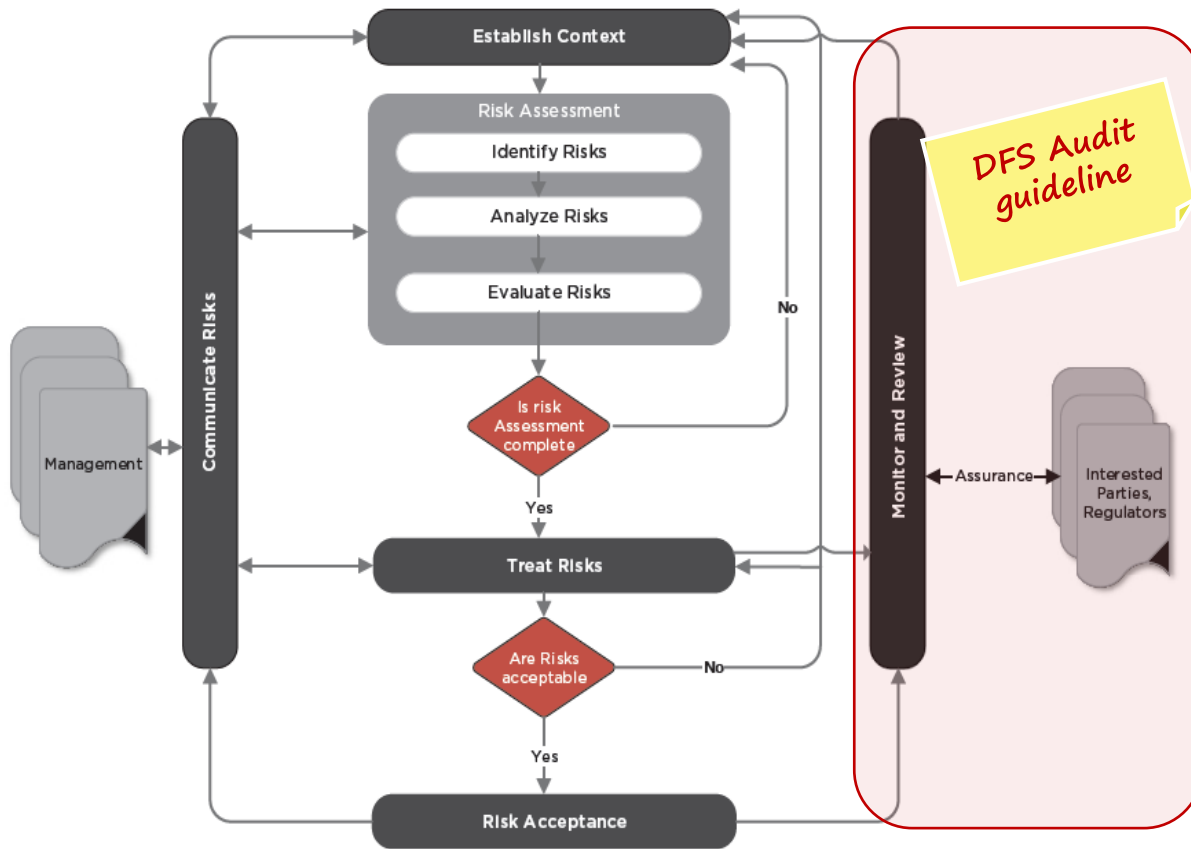 Establish Context
Risk Assessment
Identify Risks
Analyze Risks
Evaluate Risks
No
Is risk
Assessment
complete
Yes
Treat Risks
Are Risks
acceptable
No
Yes
Risk Acceptance
Communicate Risks
Management
Monitor and Review
Assurance
Interested
Parties,
Regulators
DFS Audit
guideline